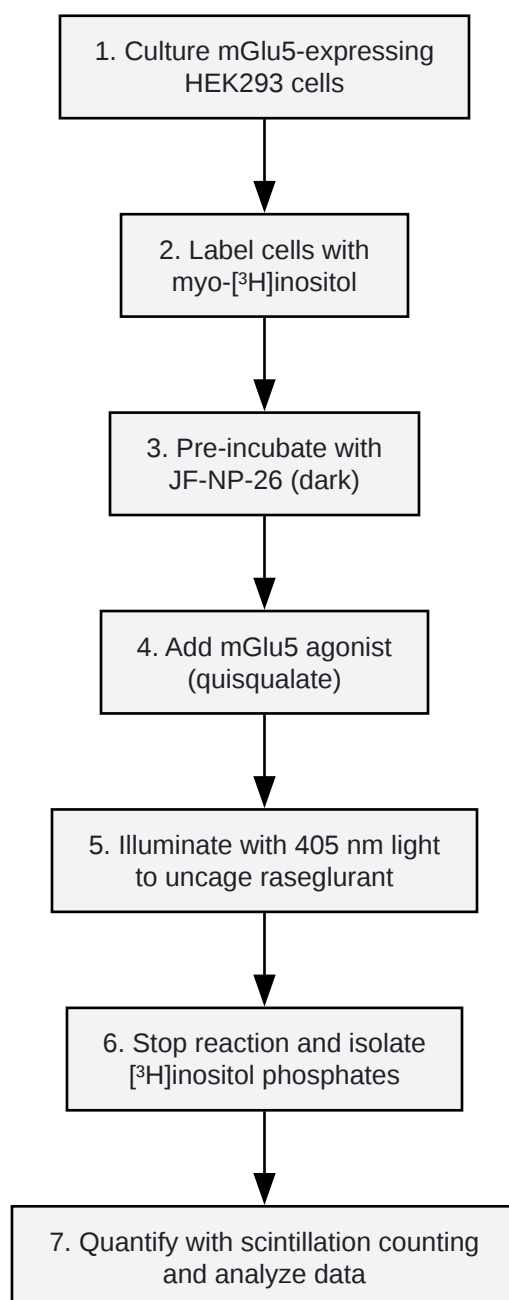 1. Culture mGlu5-expressing
HEK293 cells
2. Label cells with
myo-[³H]inositol
3. Pre-incubate with
JF-NP-26 (dark)
4. Add mGlu5 agonist
(quisqualate)
5. Illuminate with 405 nm light
to uncage raseglurant
6. Stop reaction and isolate
[³H]inositol phosphates
7. Quantify with scintillation counting
and analyze data